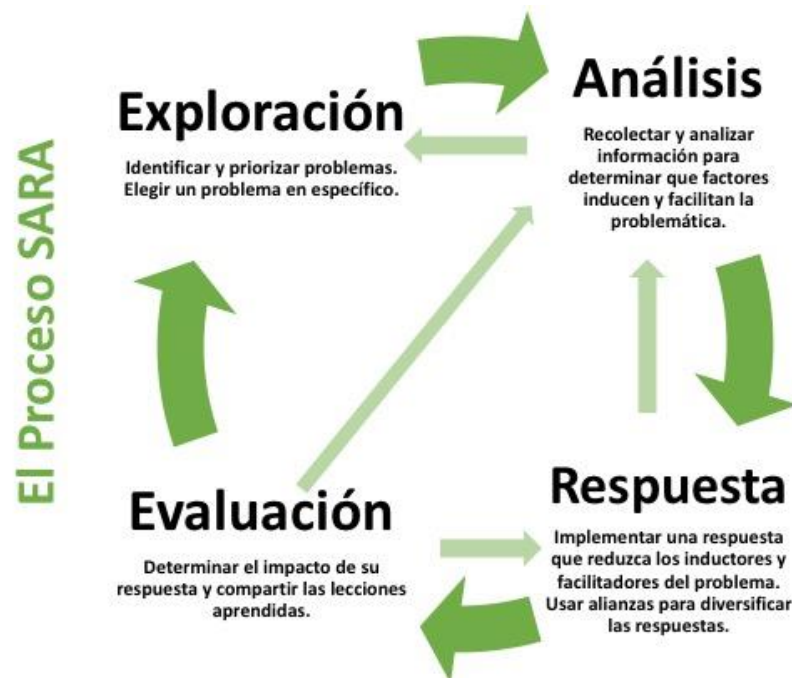 El Proceso SARA
Exploración
Identificar y priorizar problemas.
Elegir un problema en específico.
Análisis
Recolectar y analizar
información para
determinar que factores
inducen y facilitan la
problemática.
Respuesta
Implementar una respuesta
que reduzca los inductores y
facilitadores del problema.
Usar alianzas para diversificar
las respuestas.
Evaluación
Determinar el impacto de su
respuesta y compartir las lecciones
aprendidas.